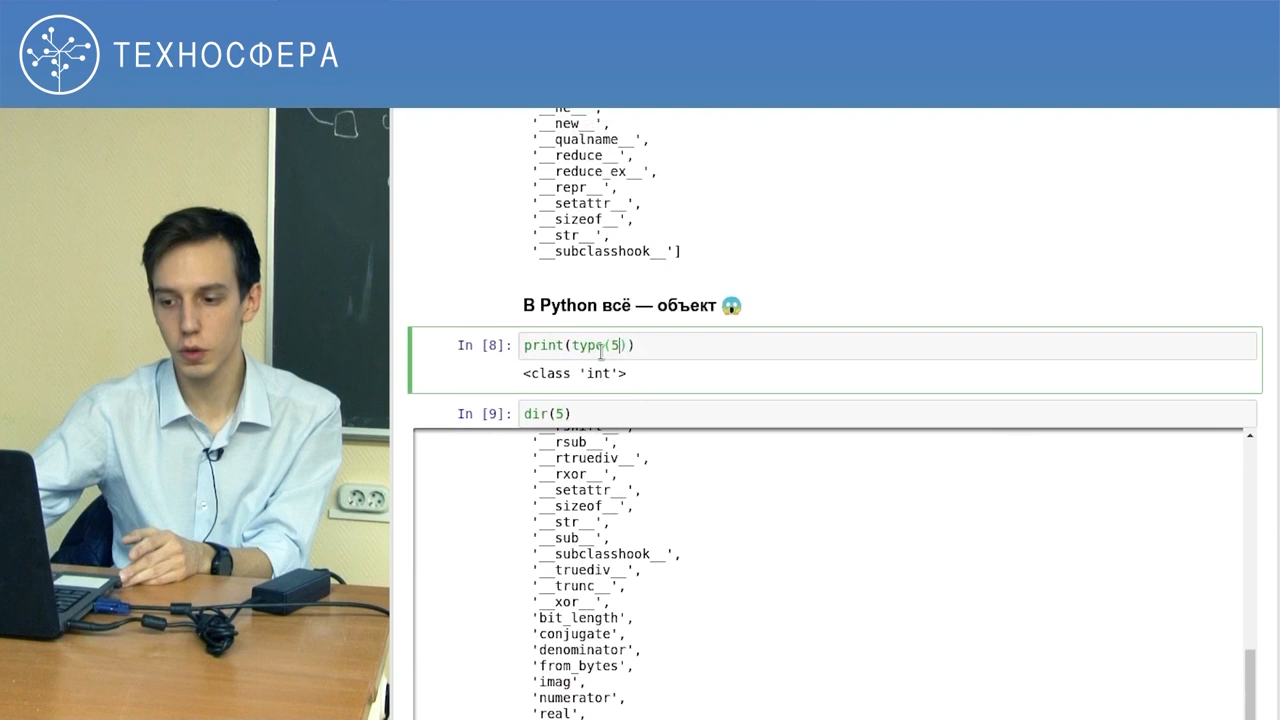 ТЕХНОСФЕРА
'__ne__',
'__new__',
'__qualname__',
'__reduce__',
'__reduce_ex__',
'__repr__',
'__setattr__',
'__sizeof__',
'__str__',
'__subclasshook__']
В Python всё — объект 😱
In [8]: print(type(5))
<class 'int'>
In [9]: dir(5)
'__rshift__',
'__rsub__',
'__rtruediv__',
'__rxor__',
'__setattr__',
'__sizeof__',
'__str__',
'__sub__',
'__subclasshook__',
'__truediv__',
'__trunc__',
'__xor__',
'bit_length',
'conjugate',
'denominator',
'from_bytes',
'imag',
'numerator',
'real',